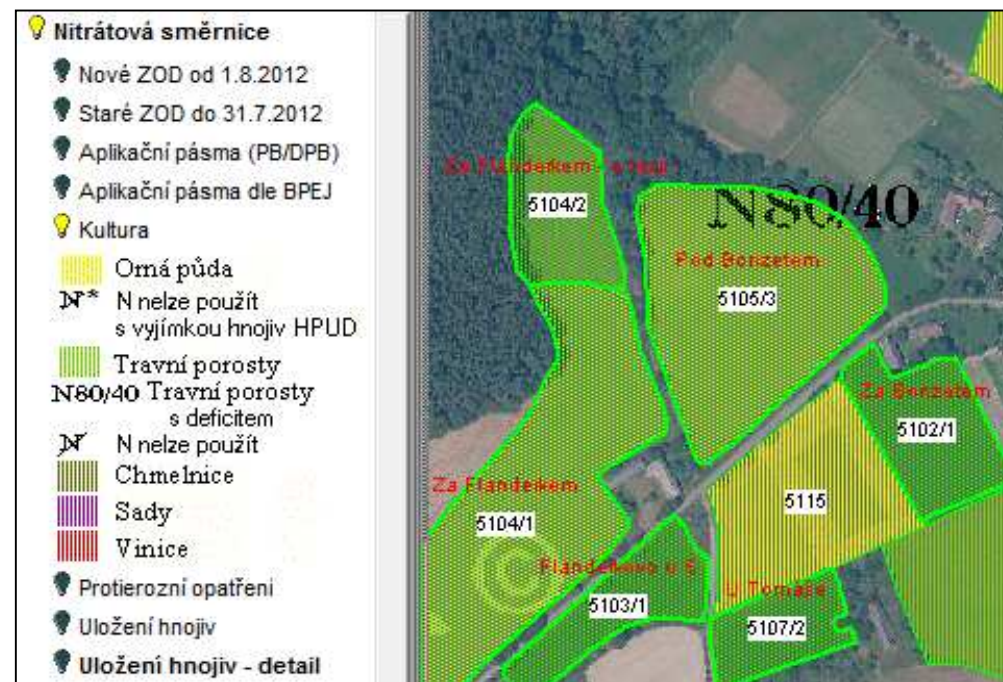 Nitrátová směrnice
Nové ZOD od 1.8.2012
Staré ZOD do 31.7.2012
Aplikační pásma (PB/DPB)
Aplikační pásma dle BPEJ
Kultura
Orná půda
N* N nelze použít
s vyjímkou hnojiv HPUD
Travní porosty
N80/40 Travní porosty
s deficitem
N N nelze použít
Chmelnice
Sady
Vinice
Protierozní opatření
Uložení hnojiv
Uložení hnojiv - detail
Za Flanderkem
5104/2
N80/40
Pod Bonzetem
5105/3
Za Bonzetem
5102/1
Za Flanderkem
5104/1
5115
5103/1
U Tomase
5107/2